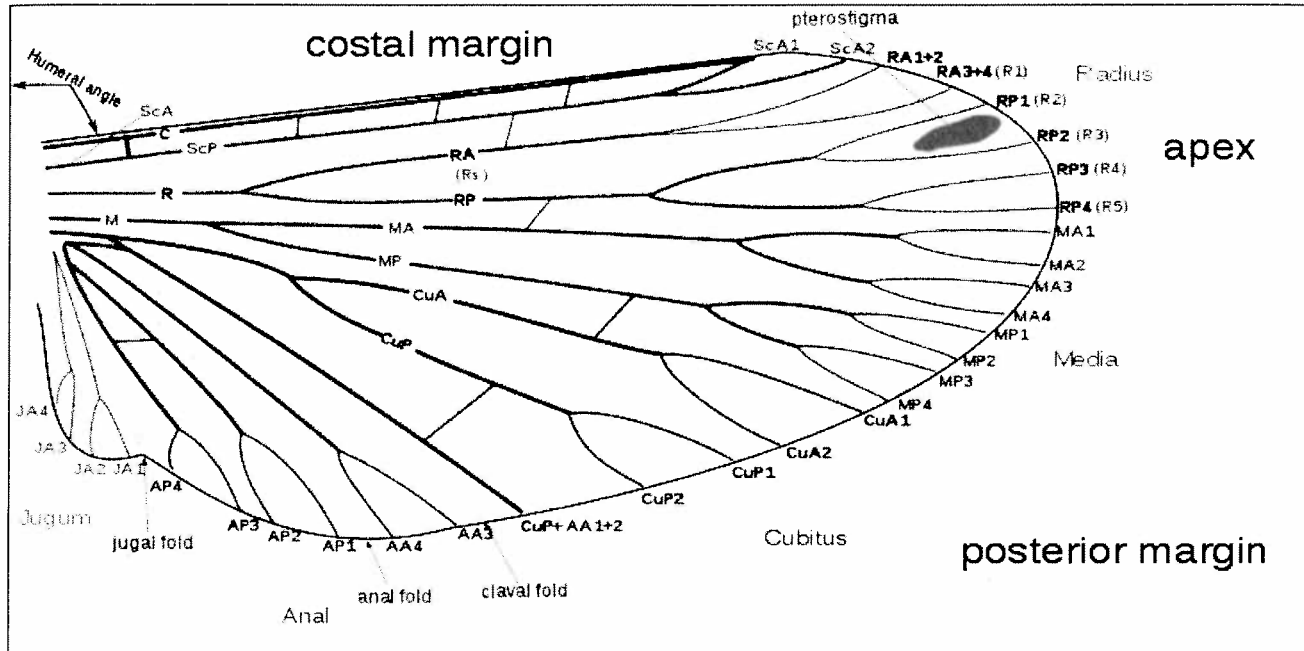 pterostigma
costal margin
ScA1
ScA2
RA1+2
RA3+4 (R1)
Radius
Humeral angle
RP1 (R2)
ScA
C
ScP
RP2 (R3)
apex
RA
(Rs)
RP3 (R4)
R
RP
RP4 (R5)
M
MA
MA1
MP
MA2
CuA
MA3
CuP
MA4
MP1
MP2
Media
MP3
MP4
JA4
CuA1
JA3
CuA2
JA2
JA1
CuP1
AP4
CuP2
Jugum
AP3
AP2
AP1
AA4
AA3
CuP+ AA1+2
jugal fold
Cubitus
posterior margin
anal fold
claval fold
Anal